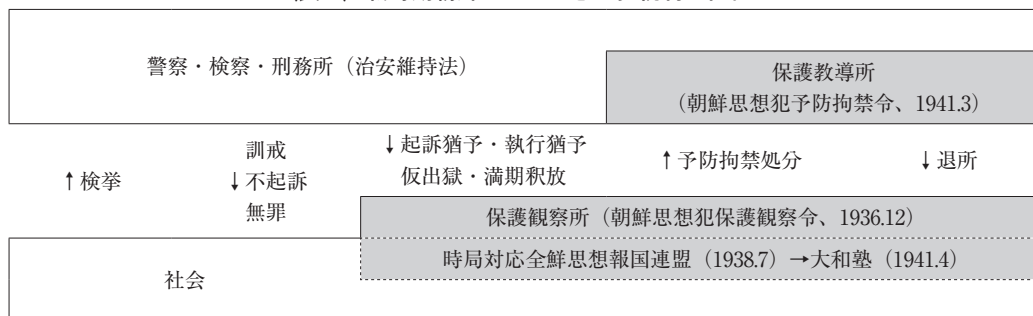 警察・検察・刑務所（治安維持法）
保護教導所
（朝鮮思想犯予防拘禁令、1941.3）
↑検挙
訓戒
↓不起訴
無罪
↓起訴猶予・執行猶予
仮出獄・満期釈放
↑予防拘禁処分
↓退所
保護観察所（朝鮮思想犯保護観察令、1936.12）
時局対応全鮮思想報国連盟（1938.7）→大和塾（1941.4）
社会